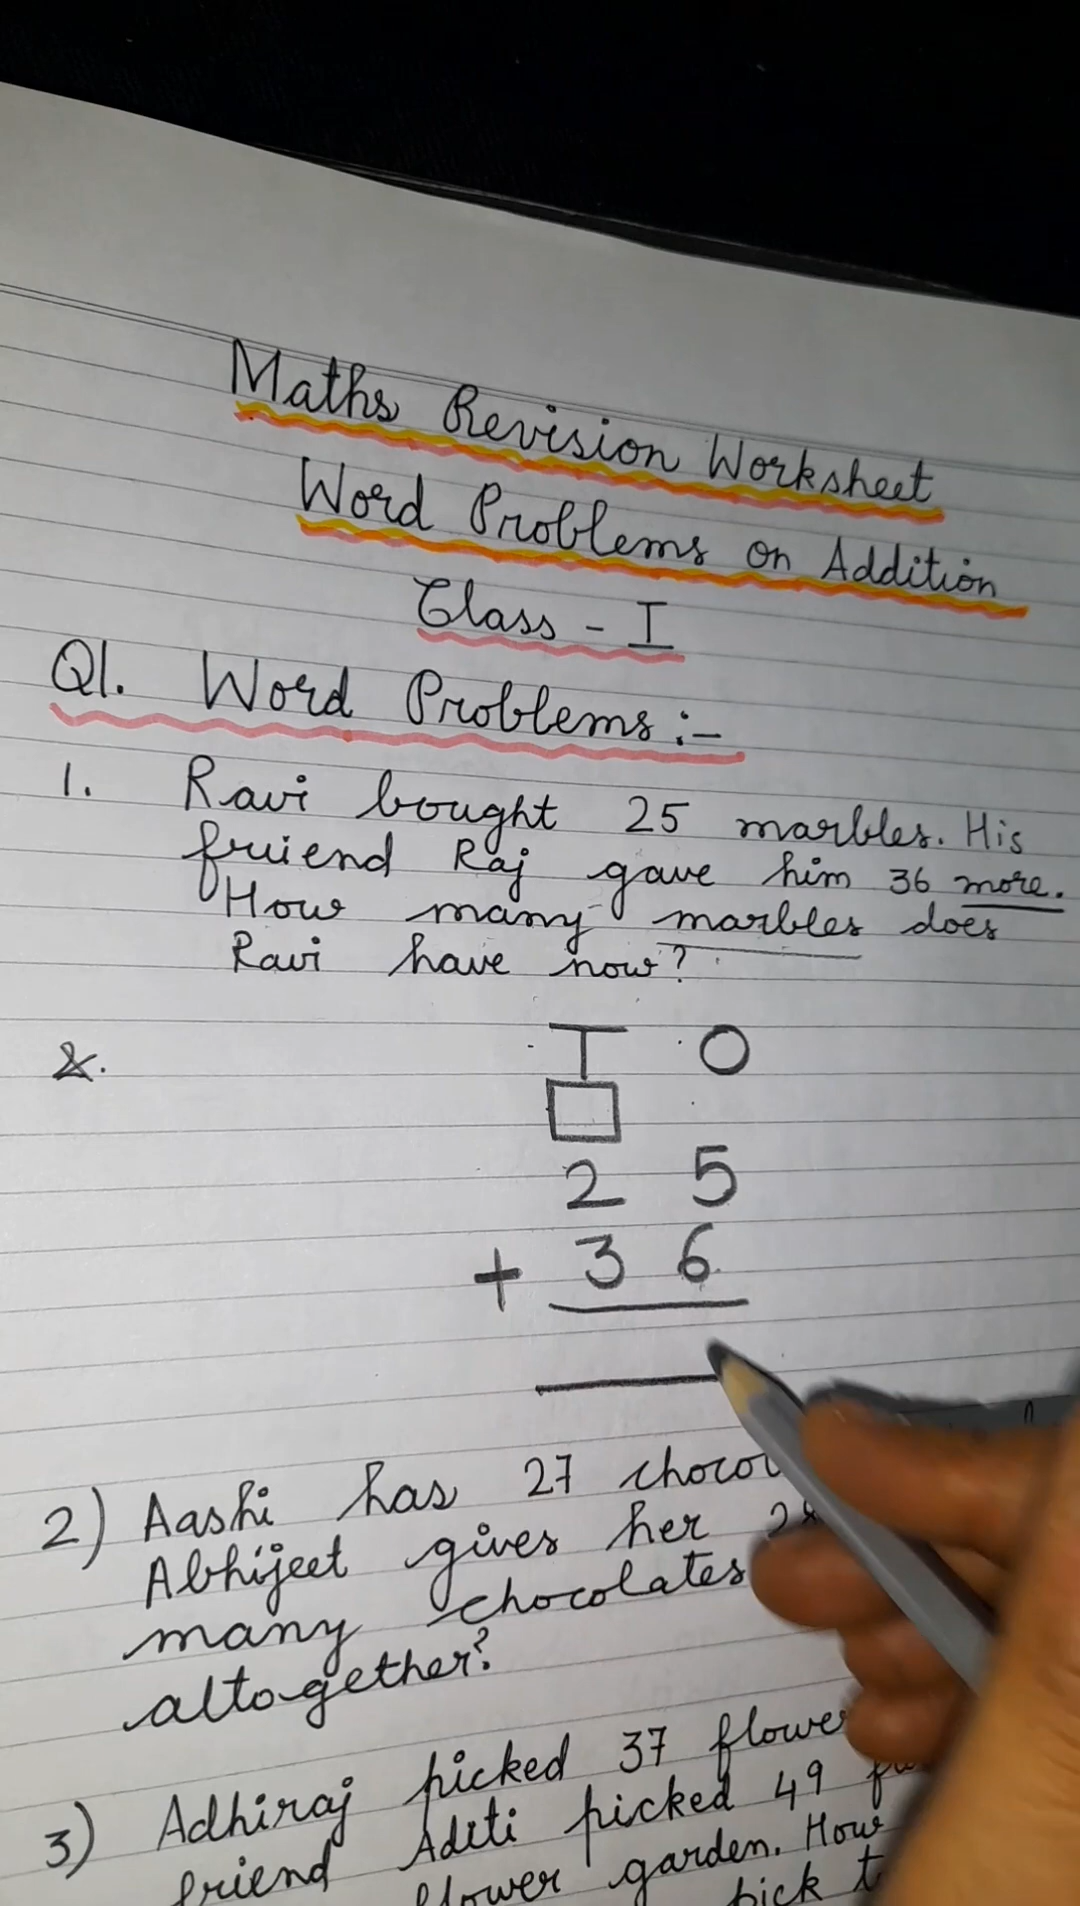 Maths Revision Worksheet
Word Problems on Addition
Class - I
Q1. Word Problems :-
1. Ravi bought 25 marbles. His
friend Raj gave him 36 more.
How many marbles does
Ravi have now?
T O
2 5
+ 3 6
2) Aashi has 27
Abhijeet gives her
many chocolates
altogether?
3) Adhiraj picked 37
friend Aditi picked 49
flower garden. How
pick